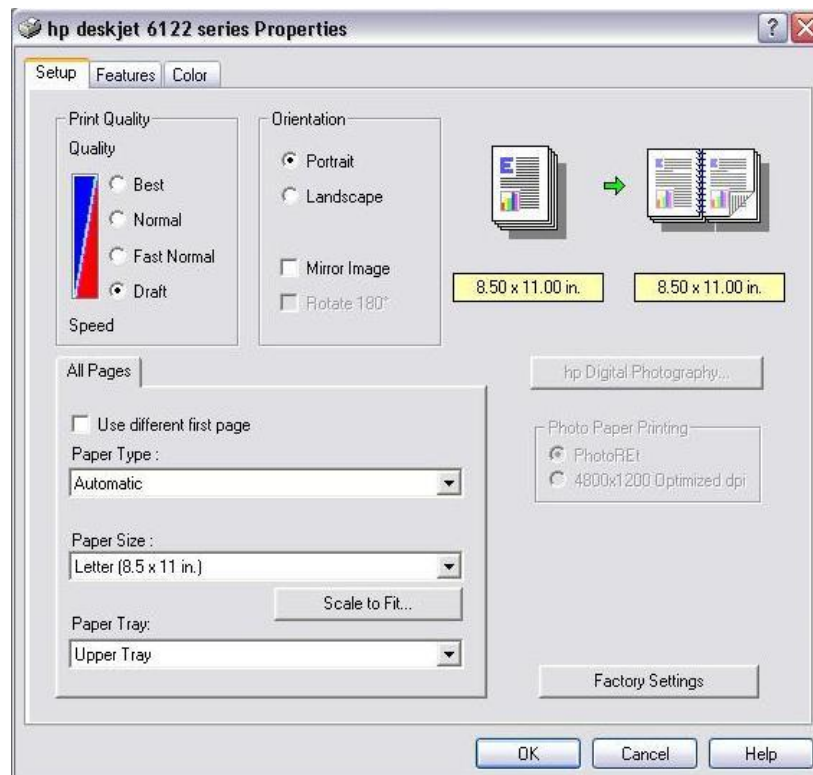 hp deskjet 6122 series Properties
Setup Features Color
Print Quality
Quality
Best
Normal
Fast Normal
Draft
Speed
Orientation
Portrait
Landscape
Mirror Image
Rotate 180°
8.50 x 11.00 in.
8.50 x 11.00 in.
All Pages
Use different first page
Paper Type :
Automatic
Paper Size :
Letter (8.5 x 11 in.)
Scale to Fit...
Paper Tray:
Upper Tray
hp Digital Photography...
Photo Paper Printing
PhotoREt
4800x1200 Optimized dpi
Factory Settings
OK Cancel Help